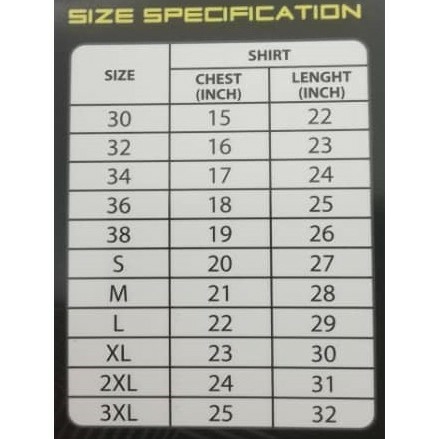 SIZE SPECIFICATION
SIZE SHIRT
CHEST (INCH) LENGHT (INCH)
30 15 22
32 16 23
34 17 24
36 18 25
38 19 26
S 20 27
M 21 28
L 22 29
XL 23 30
2XL 24 31
3XL 25 32